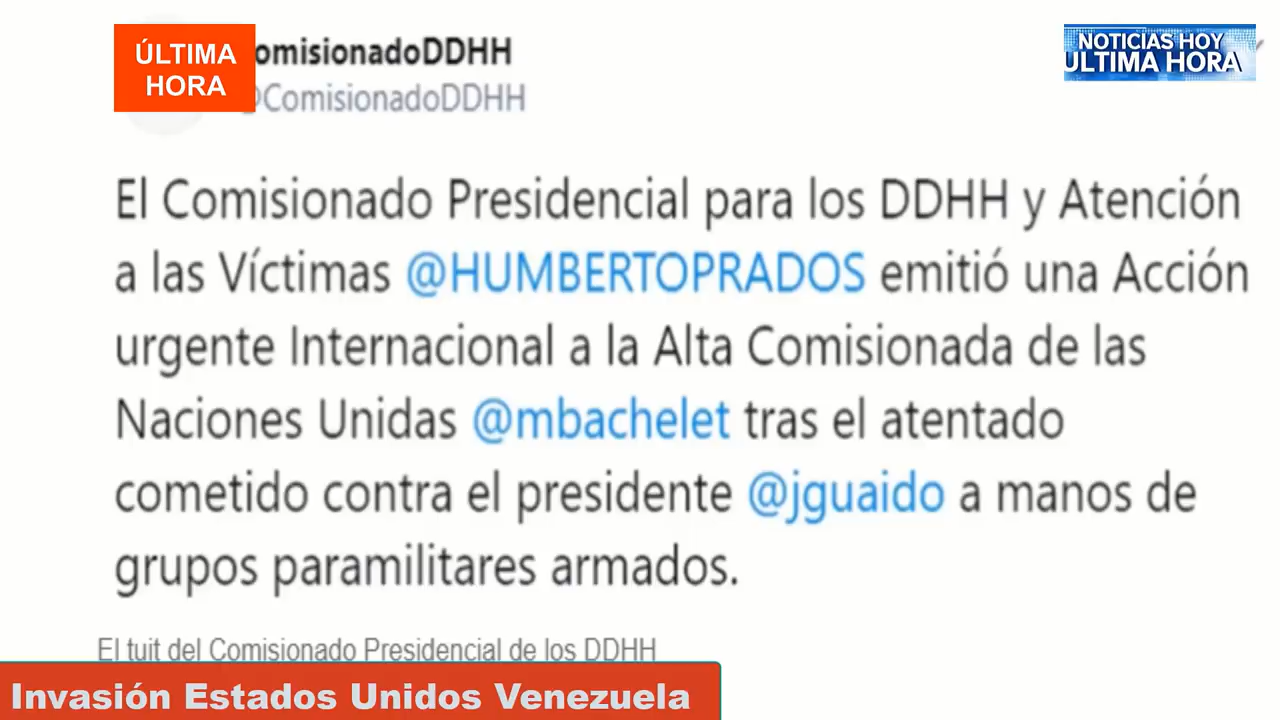 ÚLTIMA
HORA
omisionadoDDHH
@ComisionadoDDHH
NOTICIAS HOY
ULTIMA HORA
El Comisionado Presidencial para los DDHH y Atención
a las Víctimas @HUMBERTOPRADOS emitió una Acción
urgente Internacional a la Alta Comisionada de las
Naciones Unidas @mbachelet tras el atentado
cometido contra el presidente @jguaido a manos de
grupos paramilitares armados.
El tuit del Comisionado Presidencial de los DDHH
Invasión Estados Unidos Venezuela